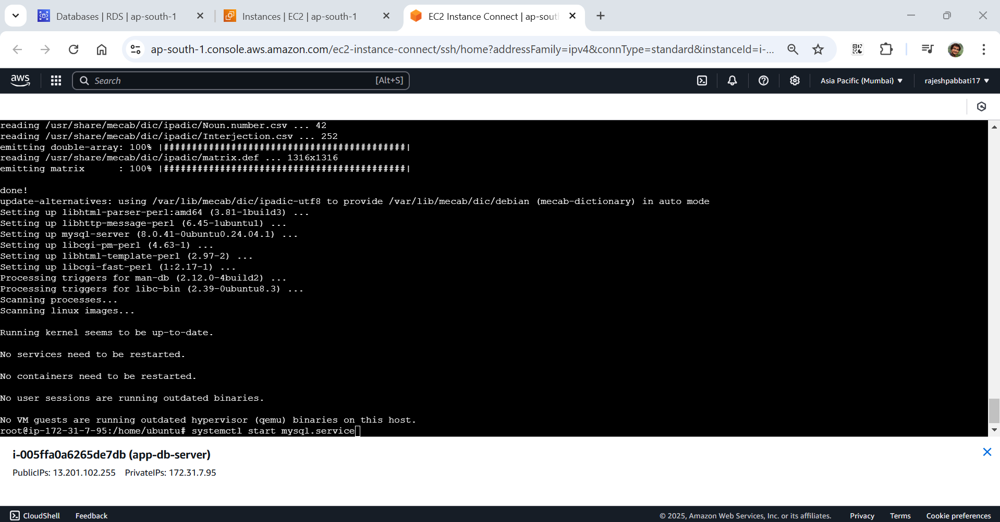 Databases | RDS | ap-south-1
Instances | EC2 | ap-south-1
EC2 Instance Connect | ap-sout
ap-south-1.console.aws.amazon.com/ec2-instance-connect/ssh/home?addressFamily=ipv4&connType=standard&instanceId=i-...
aws
Search
[Alt+S]
Asia Pacific (Mumbai)
rajeshpabbati17
reading /usr/share/mecab/dic/ipadic/Noun.number.csv ... 42
reading /usr/share/mecab/dic/ipadic/Interjection.csv ... 252
emitting double-array: 100% |###########################################|
reading /usr/share/mecab/dic/ipadic/matrix.def ... 1316x1316
emitting matrix      : 100% |###########################################|
done!
update-alternatives: using /var/lib/mecab/dic/ipadic-utf8 to provide /var/lib/mecab/dic/debian (mecab-dictionary) in auto mode
Setting up libhtml-parser-perl:amd64 (3.81-1build3) ...
Setting up libhttp-message-perl (6.45-1ubuntu1) ...
Setting up mysql-server (8.0.41-0ubuntu0.24.04.1) ...
Setting up libcgi-pm-perl (4.63-1) ...
Setting up libhtml-template-perl (2.97-2) ...
Setting up libcgi-fast-perl (1:2.17-1) ...
Processing triggers for man-db (2.12.0-4build2) ...
Processing triggers for libc-bin (2.39-0ubuntu8.3) ...
Scanning processes...
Scanning linux images...
Running kernel seems to be up-to-date.
No services need to be restarted.
No containers need to be restarted.
No user sessions are running outdated binaries.
No VM guests are running outdated hypervisor (qemu) binaries on this host.
root@ip-172-31-7-95:/home/ubuntu# systemctl start mysql.service
i-005ffa0a6265de7db (app-db-server)
PublicIPs: 13.201.102.255    PrivateIPs: 172.31.7.95
CloudShell
Feedback
© 2025, Amazon Web Services, Inc. or its affiliates.
Privacy
Terms
Cookie preferences